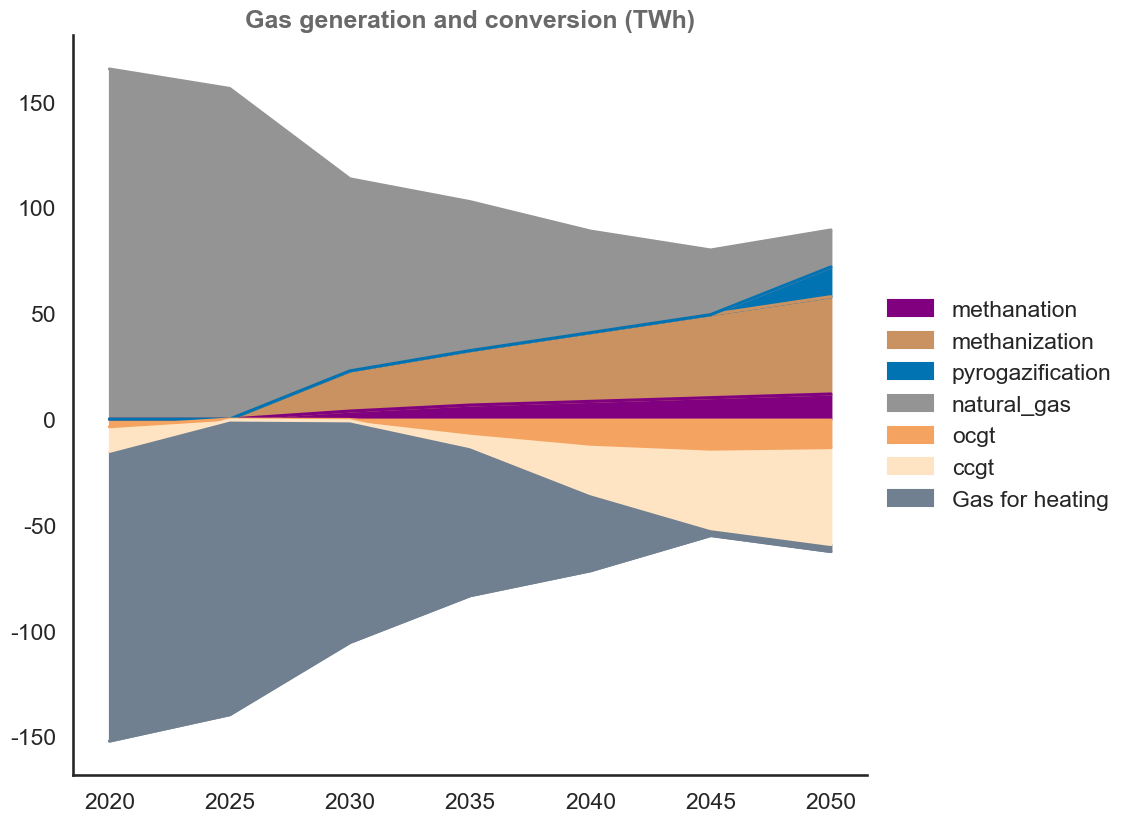 Gas generation and conversion (TWh)
150
100
50
0
-50
-100
-150
2020 2025 2030 2035 2040 2045 2050
methanation
methanization
pyrogazification
natural_gas
ocgt
ccgt
Gas for heating